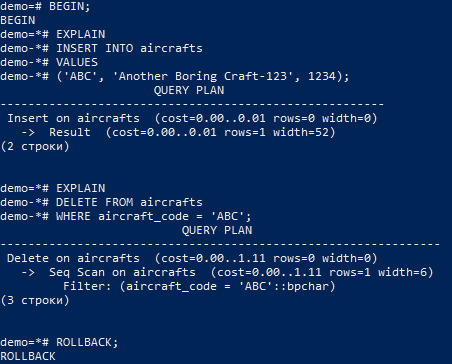 demo=# BEGIN;
BEGIN
demo=*# EXPLAIN
demo-*# INSERT INTO aircrafts
demo-*# VALUES
demo-*# ('ABC', 'Another Boring Craft-123', 1234);
QUERY PLAN
-----------------------------------------------------
Insert on aircrafts (cost=0.00..0.01 rows=0 width=0)
-> Result (cost=0.00..0.01 rows=1 width=52)
(2 строки)
demo=*# EXPLAIN
demo-*# DELETE FROM aircrafts
demo-*# WHERE aircraft_code = 'ABC';
QUERY PLAN
-------------------------------------------------------------
Delete on aircrafts (cost=0.00..1.11 rows=0 width=0)
-> Seq Scan on aircrafts (cost=0.00..1.11 rows=1 width=6)
Filter: (aircraft_code = 'ABC'::bpchar)
(3 строки)
demo=*# ROLLBACK;
ROLLBACK